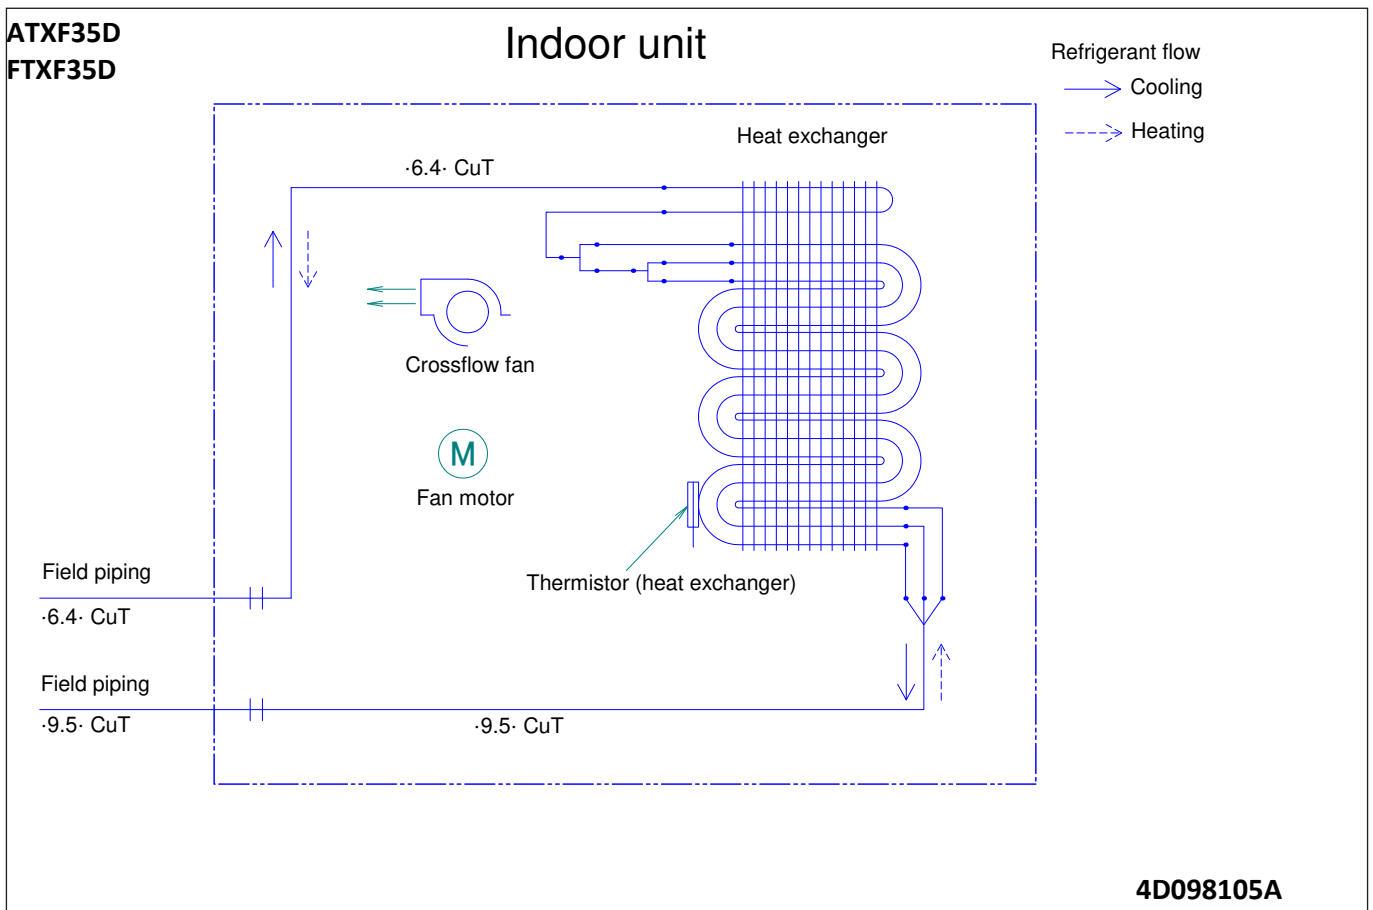 ATXF35D
FTXF35D
Indoor unit
Refrigerant flow
Cooling
Heating
Heat exchanger
·6.4· CuT
Crossflow fan
M
Fan motor
Thermistor (heat exchanger)
Field piping
·6.4· CuT
Field piping
·9.5· CuT
·9.5· CuT
4D098105A